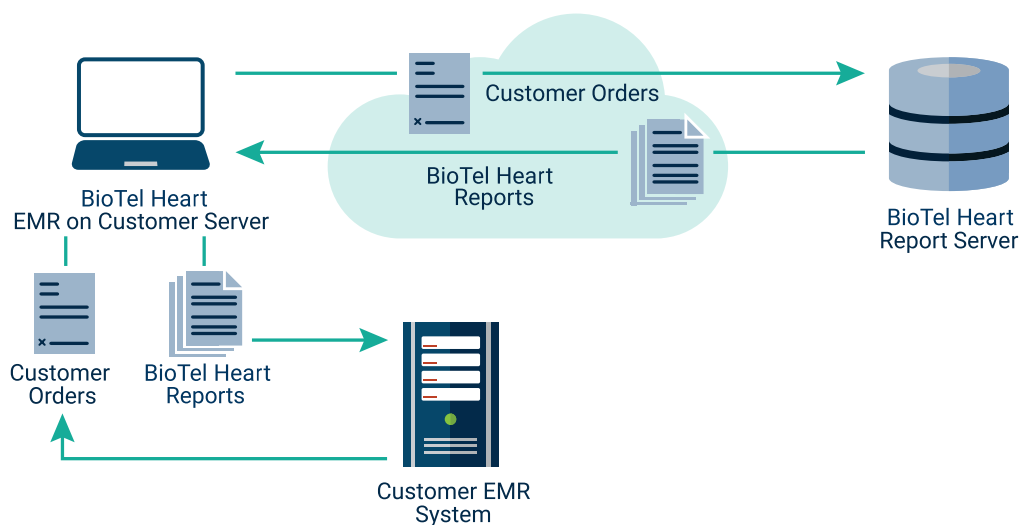 Customer Orders
BioTel Heart
Reports
BioTel Heart
EMR on Customer Server
BioTel Heart
Report Server
Customer
Orders
BioTel Heart
Reports
Customer EMR
System